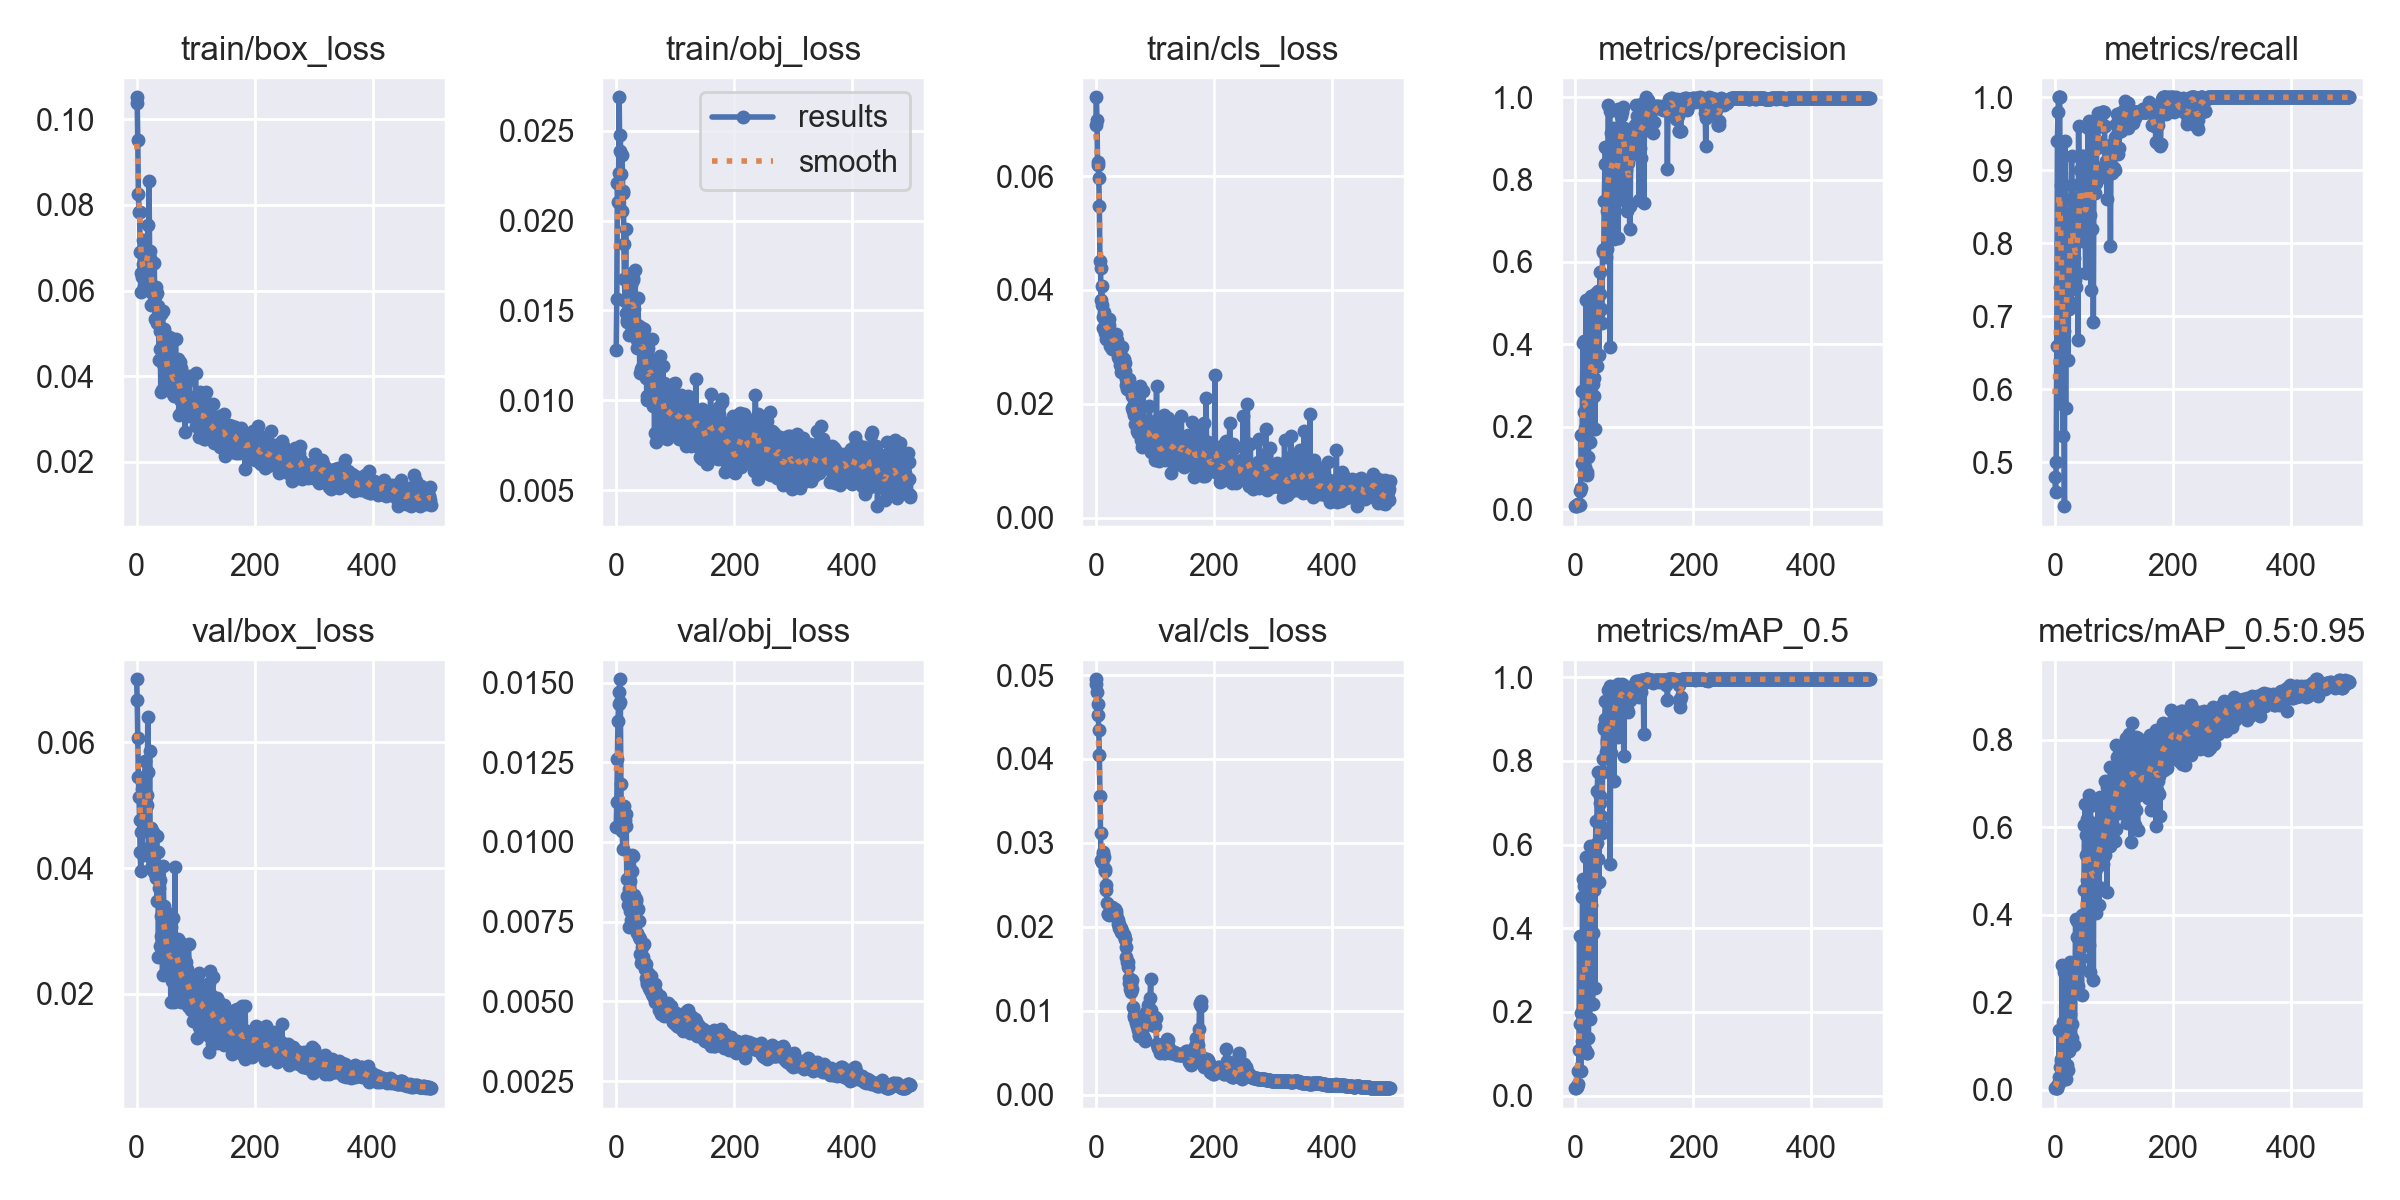 train/box_loss
train/obj_loss
train/cls_loss
metrics/precision
metrics/recall
0.10
0.08
0.06
0.04
0.02
0 200 400
0.025
0.020
0.015
0.010
0.005
0 200 400
results
smooth
0.06
0.04
0.02
0.00
0 200 400
1.0
0.8
0.6
0.4
0.2
0.0
0 200 400
1.0
0.9
0.8
0.7
0.6
0.5
0 200 400
val/box_loss
val/obj_loss
val/cls_loss
metrics/mAP_0.5
metrics/mAP_0.5:0.95
0.06
0.04
0.02
0 200 400
0.0150
0.0125
0.0100
0.0075
0.0050
0.0025
0 200 400
0.05
0.04
0.03
0.02
0.01
0.00
0 200 400
1.0
0.8
0.6
0.4
0.2
0.0
0 200 400
0.8
0.6
0.4
0.2
0.0
0 200 400